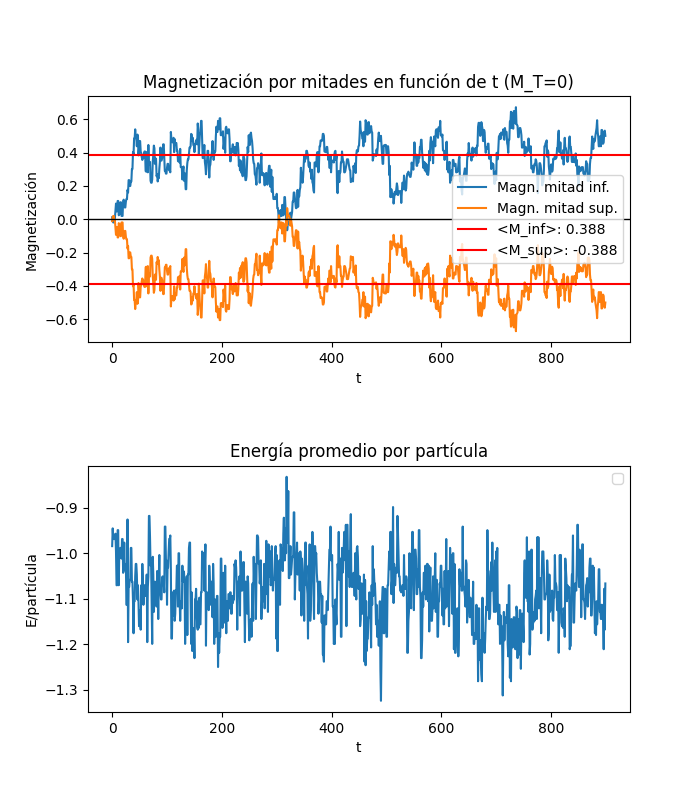 Magnetización por mitades en función de t (M_T=0)
Magnetización
0.6
0.4
0.2
0.0
−0.2
−0.4
−0.6
Magn. mitad inf.
Magn. mitad sup.
<M_inf>: 0.388
<M_sup>: -0.388
0 200 400 600 800
t
Energía promedio por partícula
E/partícula
−0.9
−1.0
−1.1
−1.2
−1.3
0 200 400 600 800
t